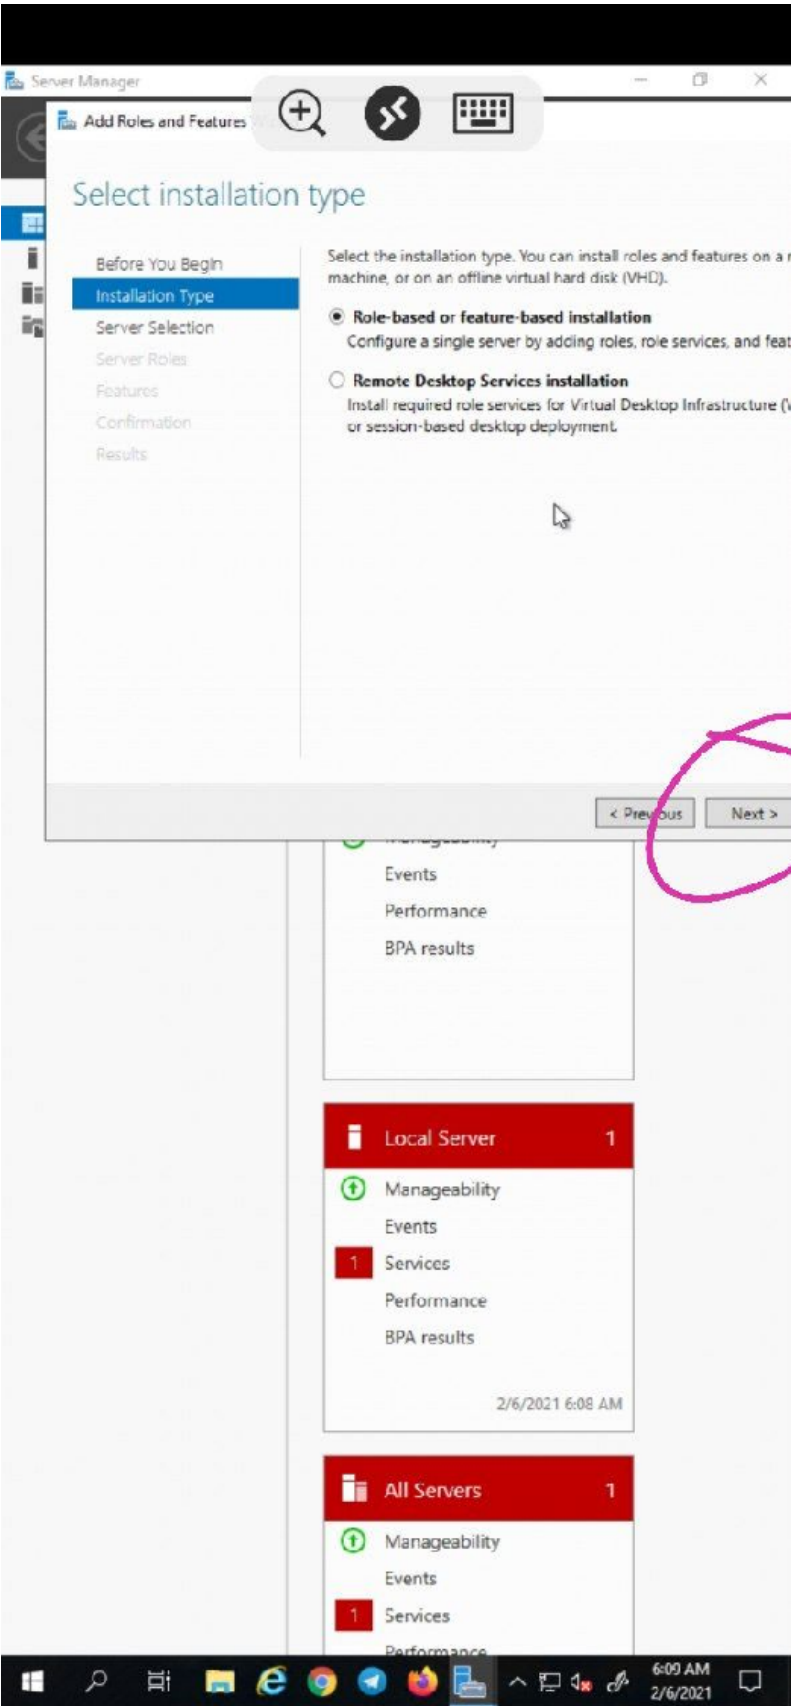 Server Manager
Add Roles and Features
Select installation type
Before You Begin
Installation Type
Server Selection
Server Roles
Features
Confirmation
Results
Select the installation type. You can install roles and features on a
machine, or on an offline virtual hard disk (VHD).
Role-based or feature-based installation
Configure a single server by adding roles, role services, and feat
Remote Desktop Services installation
Install required role services for Virtual Desktop Infrastructure (
or session-based desktop deployment.
< Previous
Next >
Manageability
Events
Performance
BPA results
Local Server 1
Manageability
Events
1 Services
Performance
BPA results
2/6/2021 6:08 AM
All Servers 1
Manageability
Events
1 Services
Performance
6:09 AM
2/6/2021